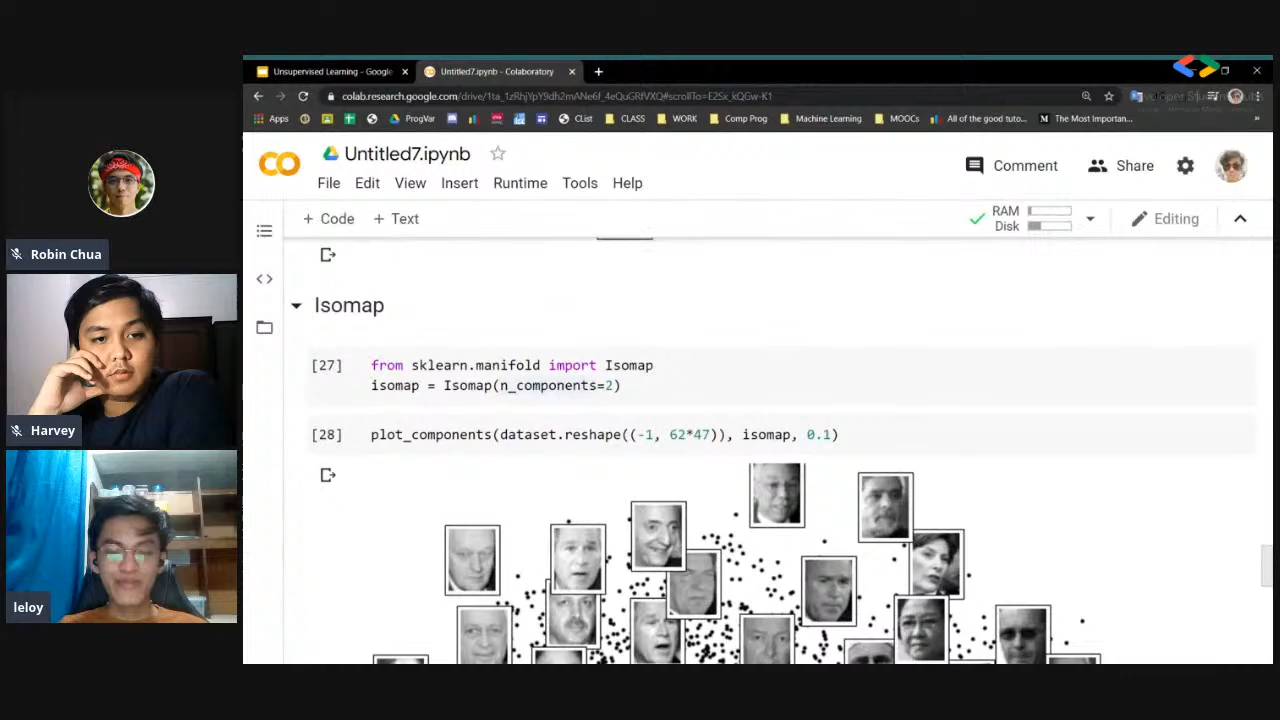 Robin Chua
Harvey
leloy
Unsupervised Learning - Google
Untitled7.ipynb - Colaboratory
colab.research.google.com/drive/1ta_1zRhjYpY9dh2mANe6f_4eQuGRfVXQ#scrollTo=E2Sx_kQGw-K1
Apps
ProgVar
CList
CLASS
WORK
Comp Prog
Machine Learning
MOOCs
All of the good tuto...
The Most Importan...
CO
Untitled7.ipynb
File Edit View Insert Runtime Tools Help
Comment
Share
+ Code + Text
RAM
Disk
Editing
Isomap
[27] from sklearn.manifold import Isomap
isomap = Isomap(n_components=2)
[28] plot_components(dataset.reshape((-1, 62*47)), isomap, 0.1)